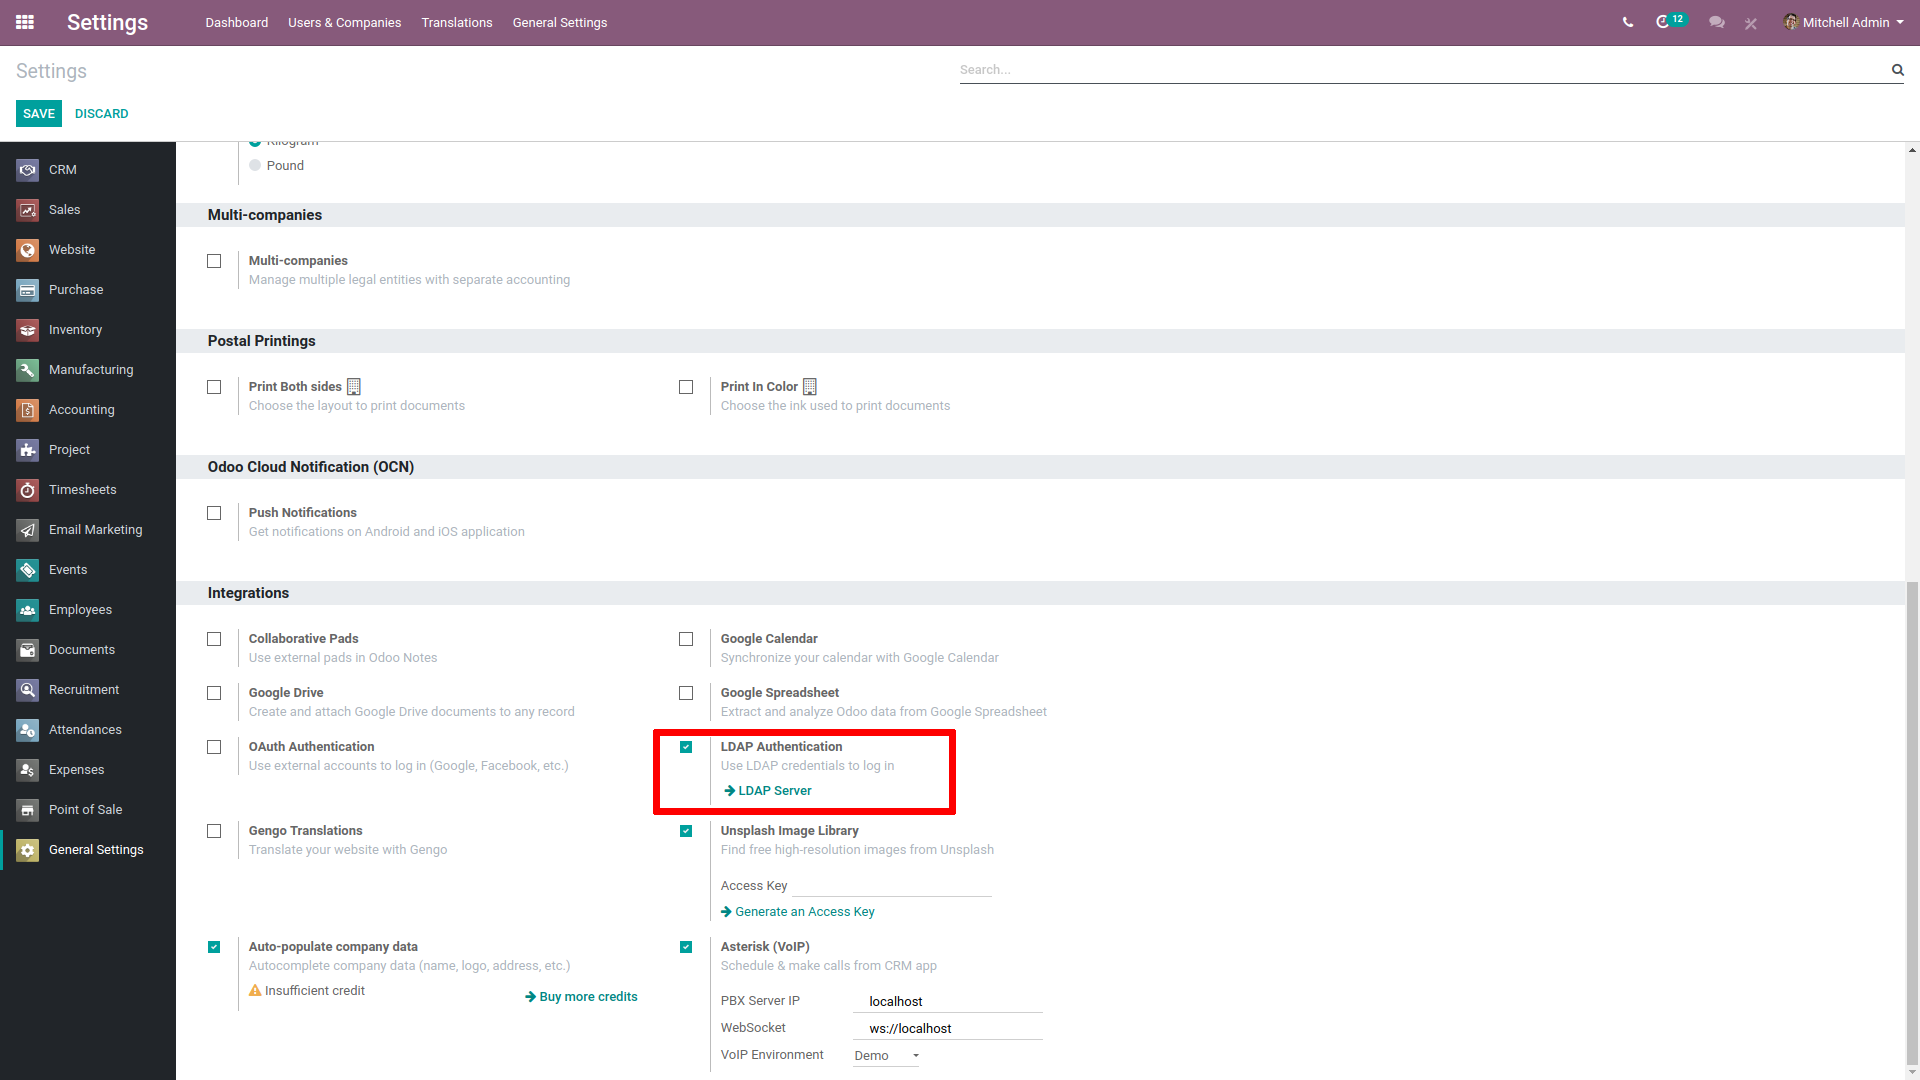 Settings
Dashboard
Users & Companies
Translations
General Settings
12
Mitchell Admin
Settings
Search...
SAVE
DISCARD
CRM
Sales
Website
Purchase
Inventory
Manufacturing
Accounting
Project
Timesheets
Email Marketing
Events
Employees
Documents
Recruitment
Attendances
Expenses
Point of Sale
General Settings
Kilogram
Pound
Multi-companies
Multi-companies
Manage multiple legal entities with separate accounting
Postal Printings
Print Both sides
Choose the layout to print documents
Print In Color
Choose the ink used to print documents
Odoo Cloud Notification (OCN)
Push Notifications
Get notifications on Android and iOS application
Integrations
Collaborative Pads
Use external pads in Odoo Notes
Google Calendar
Synchronize your calendar with Google Calendar
Google Drive
Create and attach Google Drive documents to any record
Google Spreadsheet
Extract and analyze Odoo data from Google Spreadsheet
OAuth Authentication
Use external accounts to log in (Google, Facebook, etc.)
LDAP Authentication
Use LDAP credentials to log in
LDAP Server
Gengo Translations
Translate your website with Gengo
Unsplash Image Library
Find free high-resolution images from Unsplash
Access Key
Generate an Access Key
Auto-populate company data
Autocomplete company data (name, logo, address, etc.)
Insufficient credit
Buy more credits
Asterisk (VoIP)
Schedule & make calls from CRM app
PBX Server IP localhost
WebSocket ws://localhost
VoIP Environment Demo